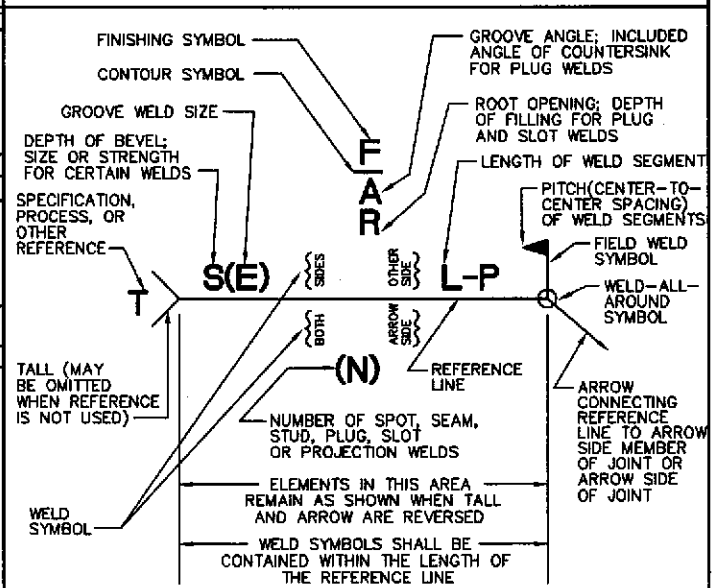 FINISHING SYMBOL
CONTOUR SYMBOL
GROOVE WELD SIZE
DEPTH OF BEVEL;
SIZE OR STRENGTH
FOR CERTAIN WELDS
SPECIFICATION,
PROCESS, OR
OTHER
REFERENCE
GROOVE ANGLE; INCLUDED
ANGLE OF COUNTERSINK
FOR PLUG WELDS
ROOT OPENING; DEPTH
OF FILLING FOR PLUG
AND SLOT WELDS
LENGTH OF WELD SEGMENT
PITCH(CENTER-TO-
CENTER SPACING)
OF WELD SEGMENTS
FIELD WELD
SYMBOL
WELD-ALL-
AROUND
SYMBOL
F
A
R
T
S(E)
SIDES
OTHER
SIDE
L-P
BOTH
ARROW
SIDE
(N)
REFERENCE
LINE
TALL (MAY
BE OMITTED
WHEN REFERENCE
IS NOT USED)
NUMBER OF SPOT, SEAM,
STUD, PLUG, SLOT
OR PROJECTION WELDS
ARROW
CONNECTING
REFERENCE
LINE TO ARROW
SIDE MEMBER
OF JOINT OR
ARROW SIDE
OF JOINT
WELD
SYMBOL
ELEMENTS IN THIS AREA
REMAIN AS SHOWN WHEN TALL
AND ARROW ARE REVERSED
WELD SYMBOLS SHALL BE
CONTAINED WITHIN THE LENGTH OF
THE REFERENCE LINE